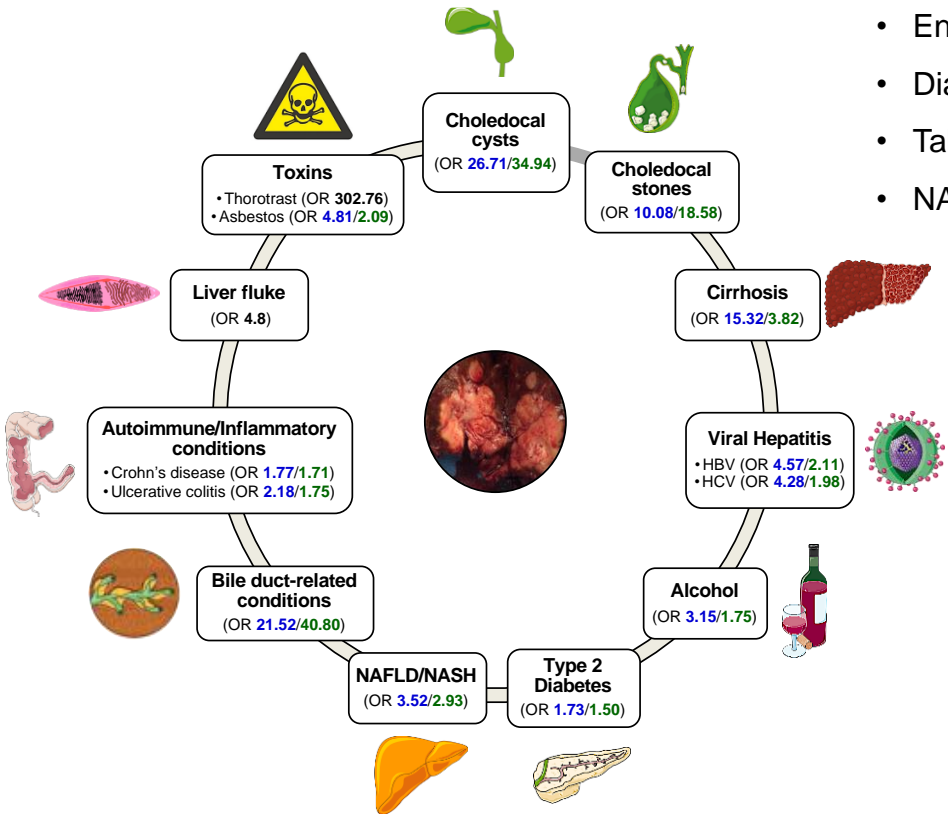 Choledocal
cysts
(OR 26.71/34.94)
Choledocal
stones
(OR 10.08/18.58)
Cirrhosis
(OR 15.32/3.82)
Viral Hepatitis
•HBV (OR 4.57/2.11)
•HCV (OR 4.28/1.98)
Alcohol
(OR 3.15/1.75)
Type 2
Diabetes
(OR 1.73/1.50)
NAFLD/NASH
(OR 3.52/2.93)
Bile duct-related
conditions
(OR 21.52/40.80)
Autoimmune/Inflammatory
conditions
•Crohn's disease (OR 1.77/1.71)
•Ulcerative colitis (OR 2.18/1.75)
Liver fluke
(OR 4.8)
Toxins
•Thorotrast (OR 302.76)
•Asbestos (OR 4.81/2.09)